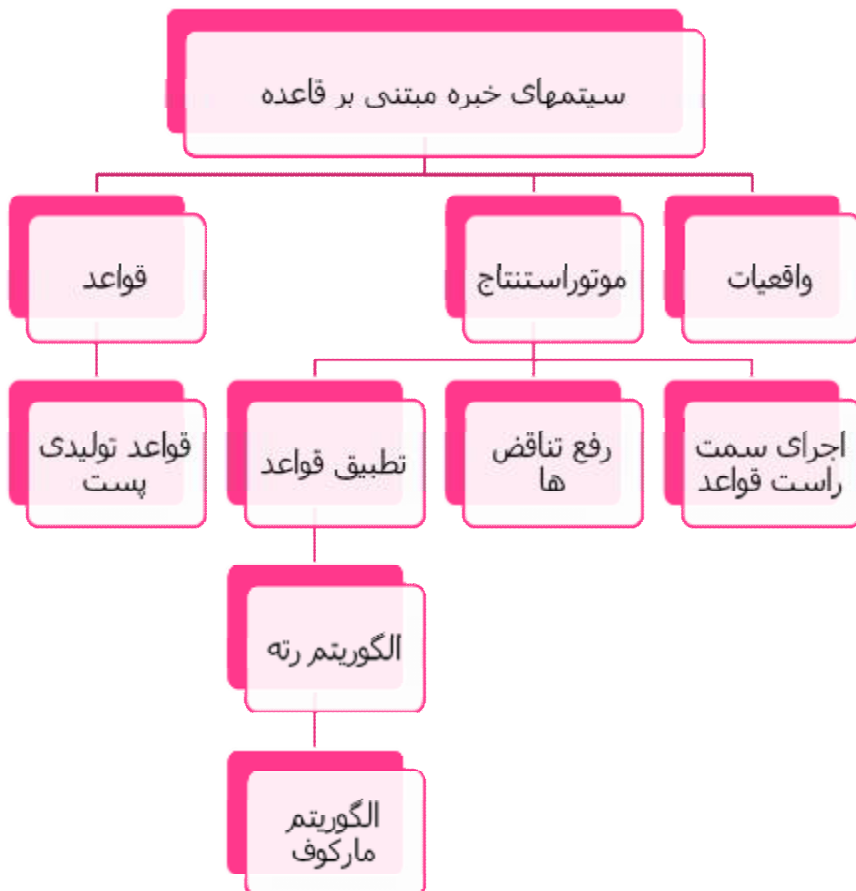 سیتمهای خبره مبتنی بر قاعده
واقعیات
موتوراستنتاج
قواعد
اجرای سمت
راست قواعد
رفع تناقض
ها
تطبیق قواعد
قواعد تولیدی
پست
الگوریتم رته
الگوریتم
مارکوف